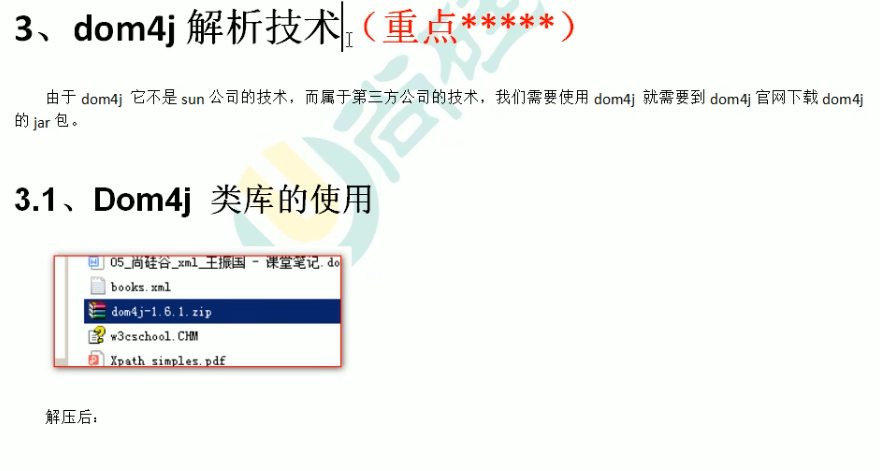 3、dom4j 解析技术（重点*****）
由于 dom4j 它不是 sun 公司的技术，而属于第三方公司的技术，我们需要使用 dom4j 就需要到 dom4j 官网下载 dom4j
的 jar 包。
3.1、Dom4j 类库的使用
05_尚硅谷_xml_王振国 - 课堂笔记.do
books.xml
dom4j-1.6.1.zip
w3cschool.CHM
Xpath simples.pdf
解压后：